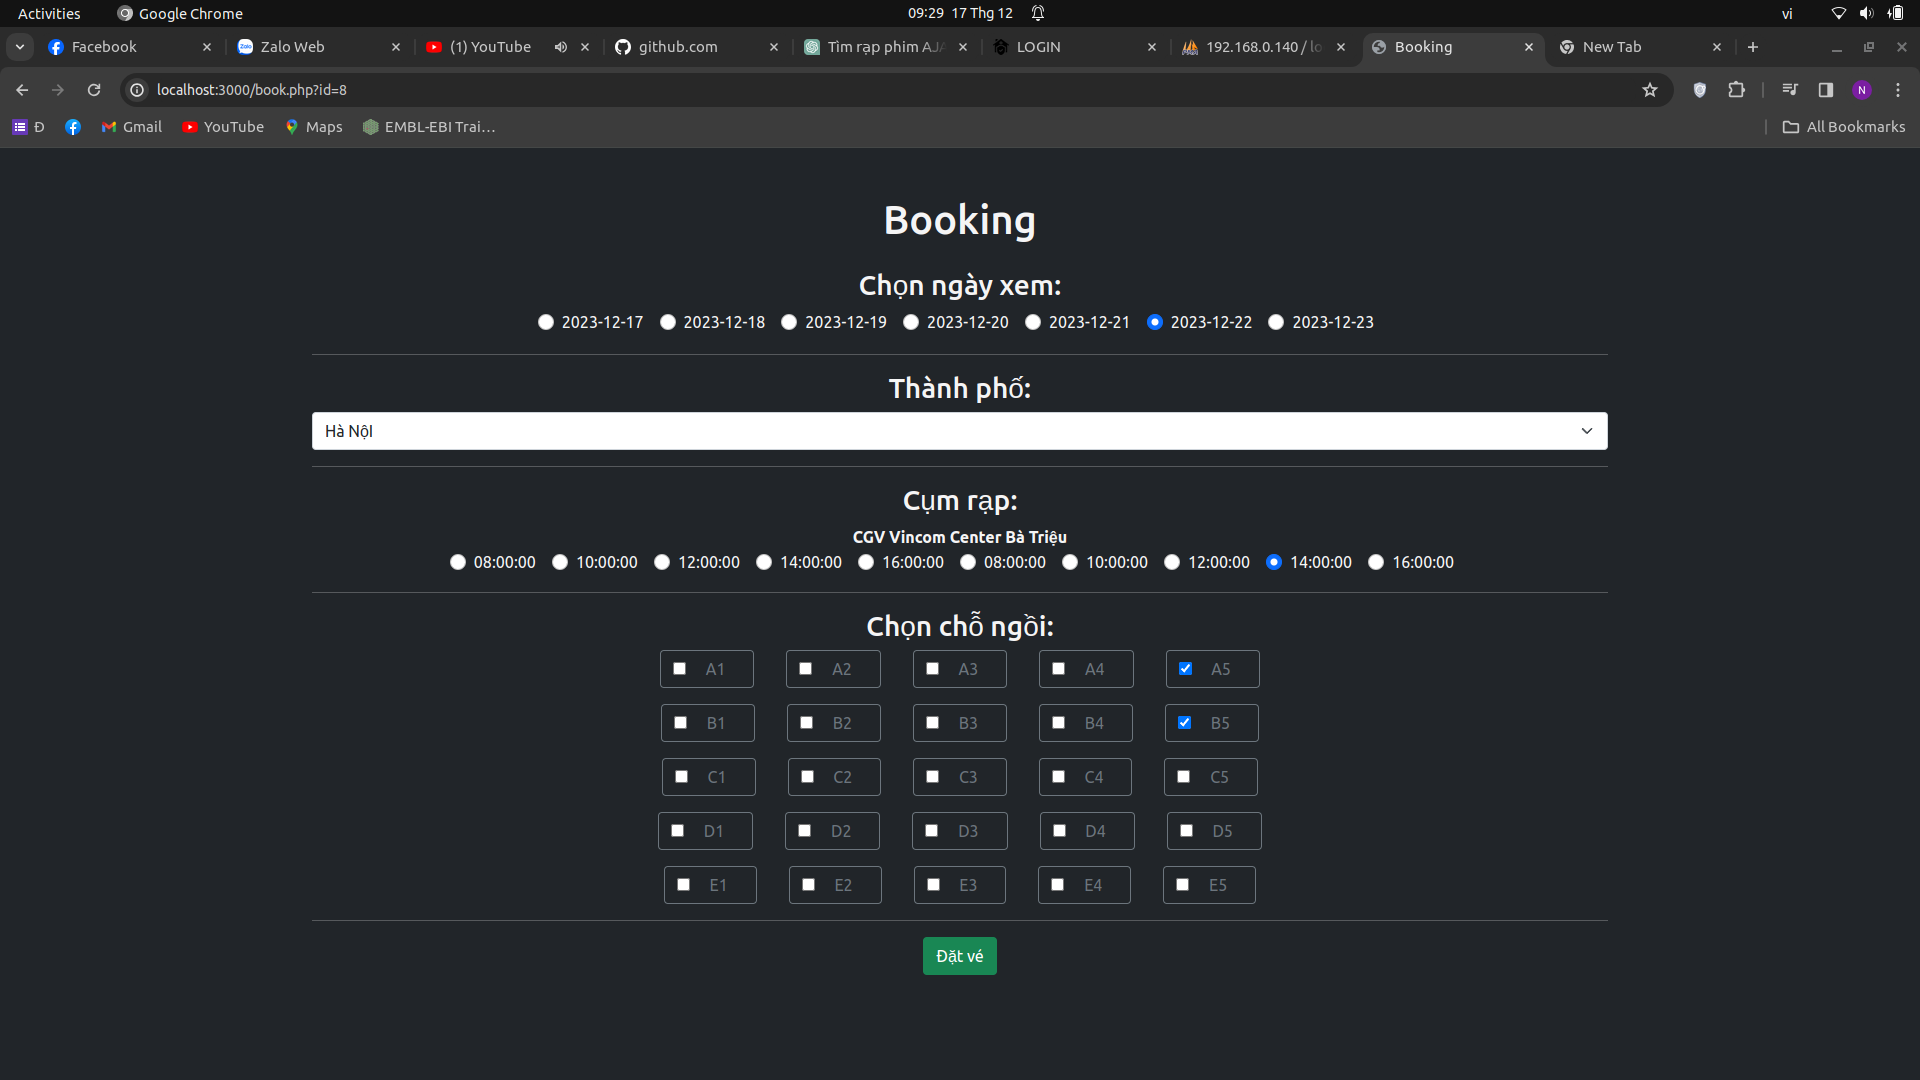 Activities Google Chrome 09:29 17 Thg 12 vi
Facebook Zalo Web (1) YouTube github.com Tìm rạp phim AJA LOGIN 192.168.0.140 / lo Booking New Tab
localhost:3000/book.php?id=8 N
Đ Gmail YouTube Maps EMBL-EBI Trai… All Bookmarks
Booking
Chọn ngày xem:
2023-12-17 2023-12-18 2023-12-19 2023-12-20 2023-12-21 2023-12-22 2023-12-23
Thành phố:
Hà NộI
Cụm rạp:
CGV Vincom Center Bà Triệu
08:00:00 10:00:00 12:00:00 14:00:00 16:00:00 08:00:00 10:00:00 12:00:00 14:00:00 16:00:00
Chọn chỗ ngồi:
A1 A2 A3 A4 A5
B1 B2 B3 B4 B5
C1 C2 C3 C4 C5
D1 D2 D3 D4 D5
E1 E2 E3 E4 E5
Đặt vé